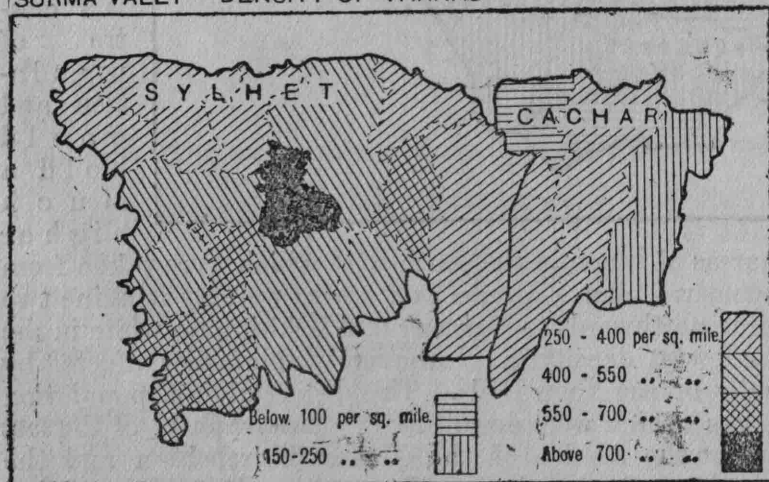 SURMA VALEY DENSITY OF
SYLHET
CACHAR
250 - 400 per sq. mile.
400 - 550 .. ..
550 - 700 .. ..
Above 700 .. ..
Below 100 per sq. mile.
150-250 .. ..